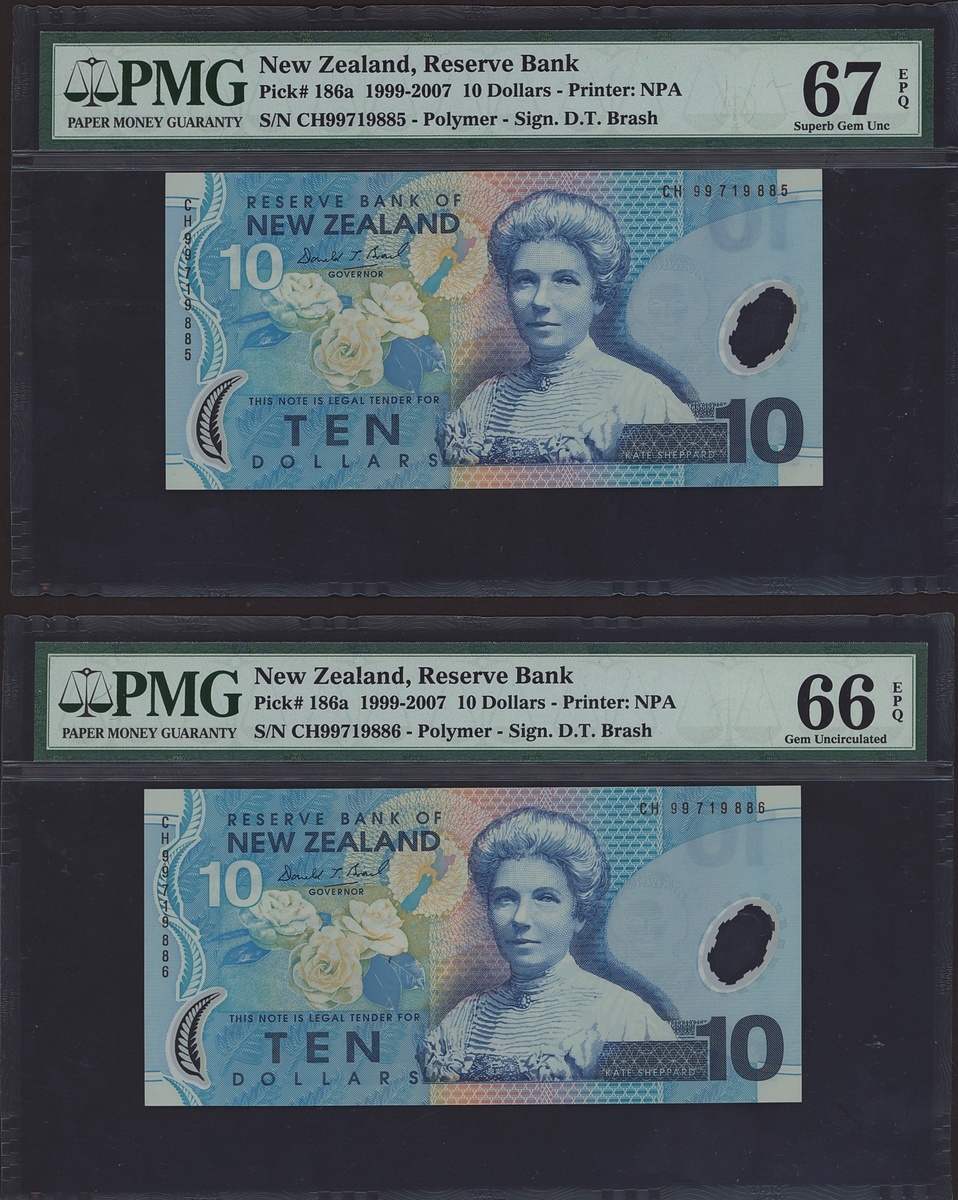 PMG
PAPER MONEY GUARANTY
New Zealand, Reserve Bank
Pick# 186a 1999-2007 10 Dollars - Printer: NPA
S/N CH99719885 - Polymer - Sign. D.T. Brash
67
EPQ
Superb Gem Unc
CH 99719885
CH99719885
RESERVE BANK OF
NEW ZEALAND
10
Donald T. Brash
GOVERNOR
THIS NOTE IS LEGAL TENDER FOR
TEN
DOLLARS
KATE SHEPPARD
10
PMG
PAPER MONEY GUARANTY
New Zealand, Reserve Bank
Pick# 186a 1999-2007 10 Dollars - Printer: NPA
S/N CH99719886 - Polymer - Sign. D.T. Brash
66
EPQ
Gem Uncirculated
CH 99719886
CH99719886
RESERVE BANK OF
NEW ZEALAND
10
Donald T. Brash
GOVERNOR
THIS NOTE IS LEGAL TENDER FOR
TEN
DOLLARS
KATE SHEPPARD
10